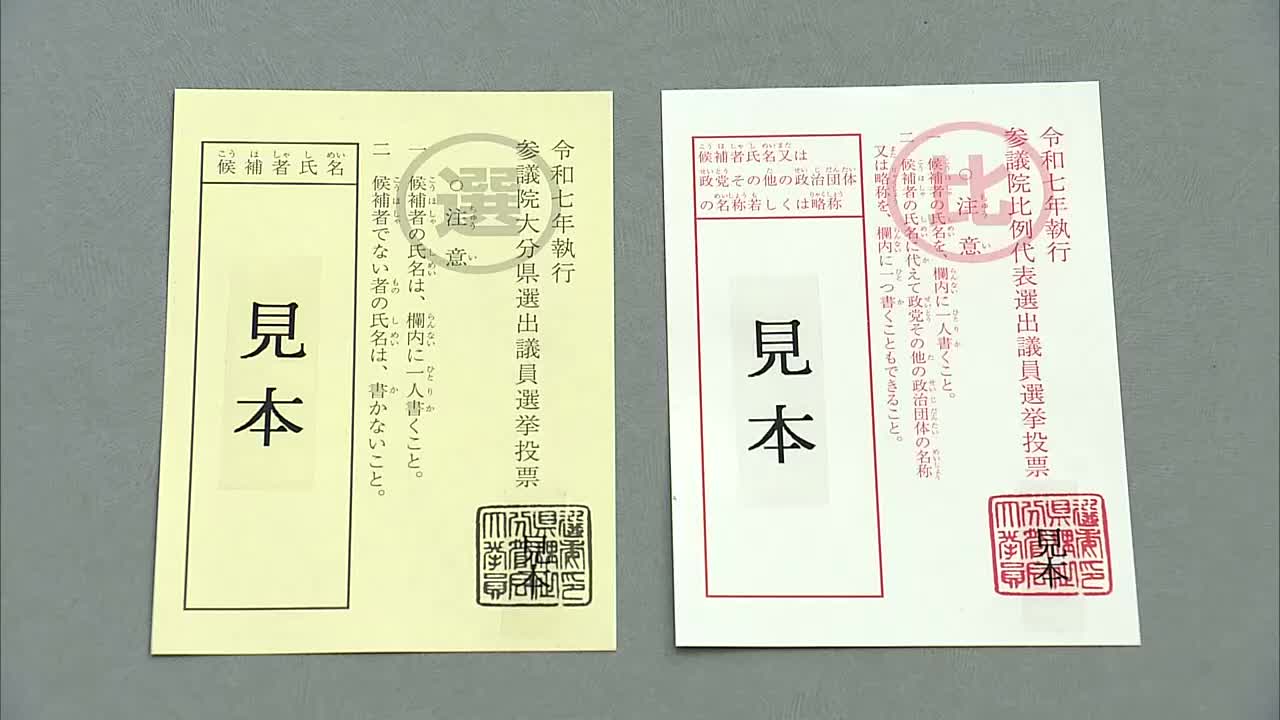 令和七年執行
参議院大分県選出議員選挙投票
選
○注意
一 候補者の氏名は、欄内に一人書くこと。
二 候補者でない者の氏名は、書かないこと。
候補者氏名
見本
見本
令和七年執行
参議院比例代表選出議員選挙投票
比
○注意
一 候補者の氏名を、欄内に一人書くこと。
二 候補者の氏名に代えて政党その他の政治団体の名称
又は略称を、欄内に一つ書くこともできること。
候補者氏名又は
政党その他の政治団体
の名称若しくは略称
見本
見本